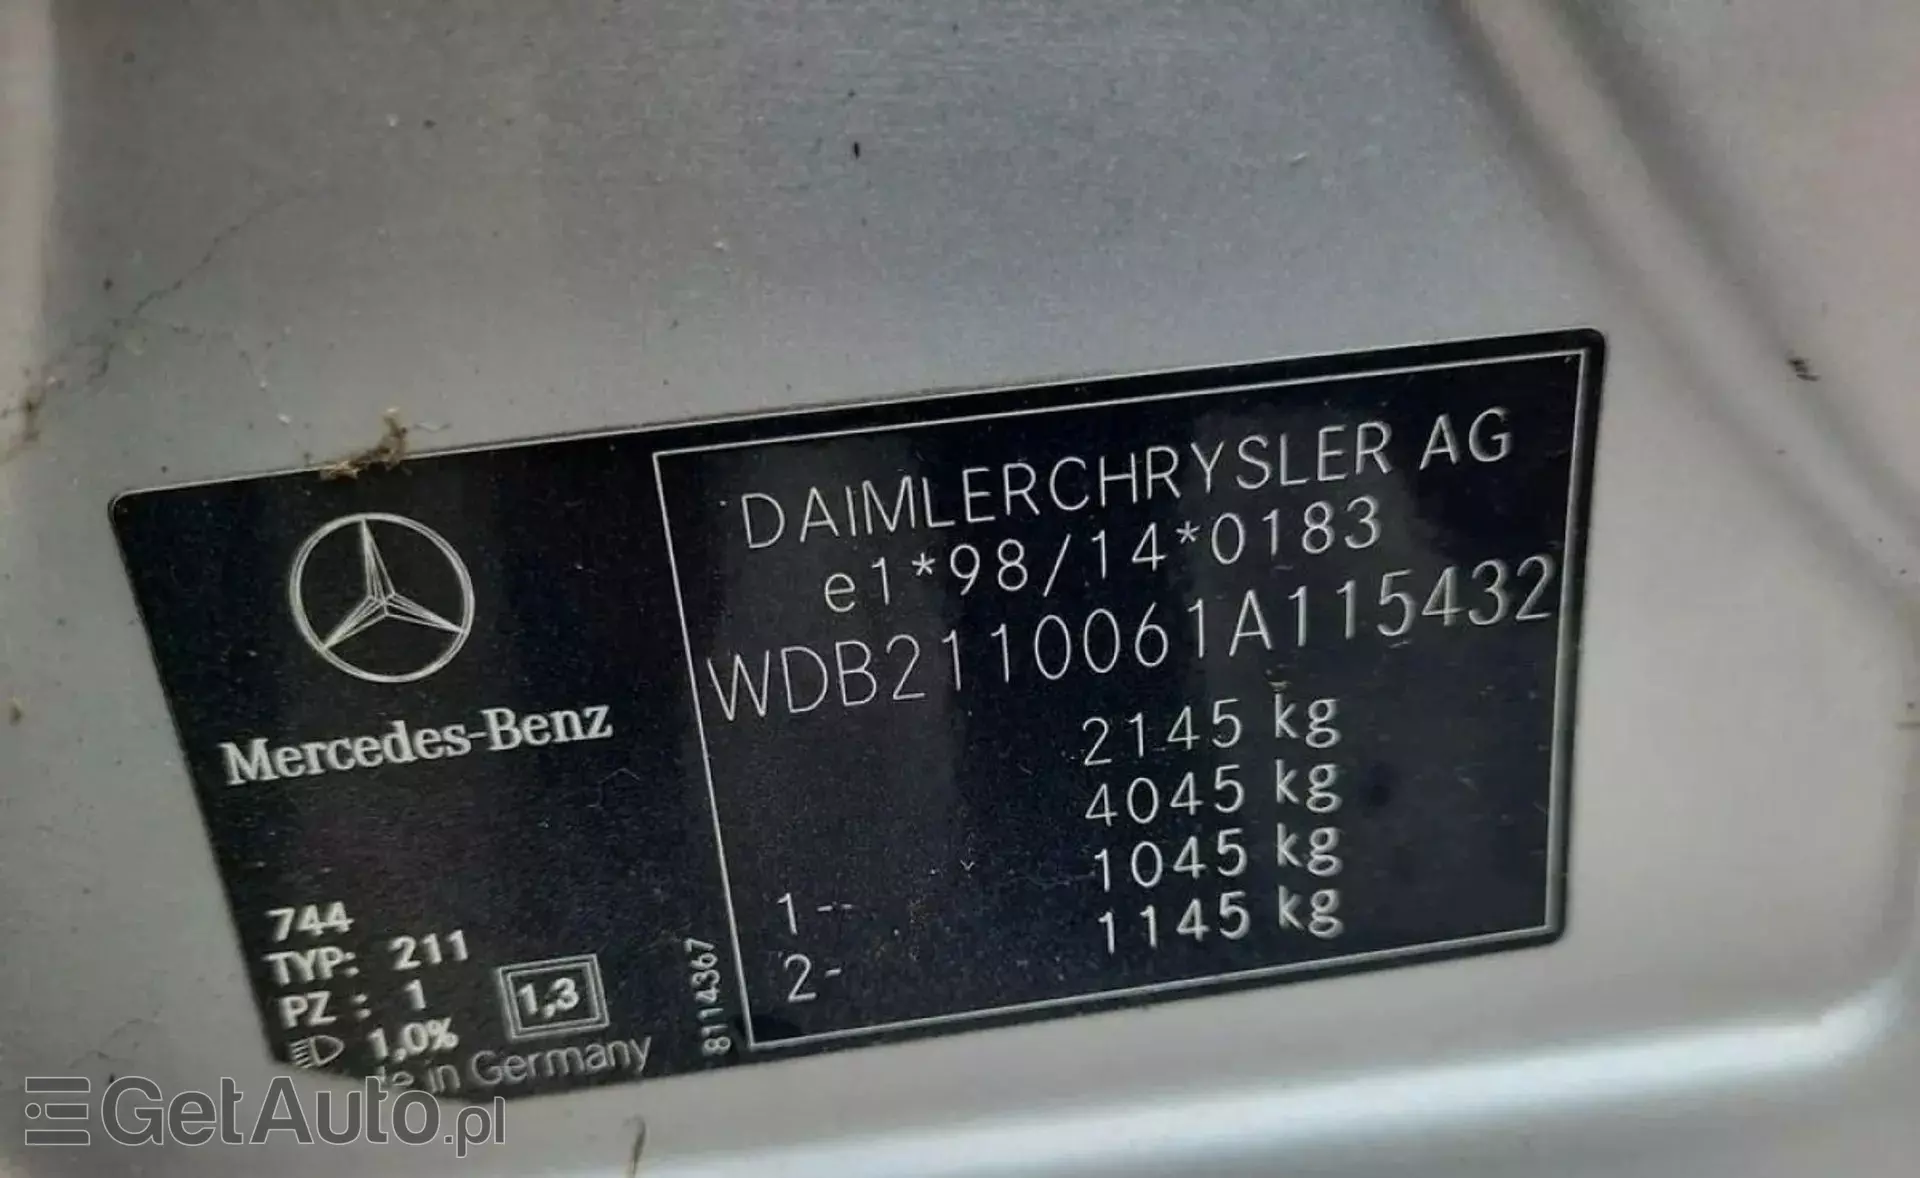 DAIMLERCHRYSLER AG
e1*98/14*0183
WDB2110061A115432
2145 kg
4045 kg
1- 1045 kg
2- 1145 kg
Mercedes-Benz
744
TYP: 211
PZ : 1
1,0%
1,3
in Germany
8114367
GetAuto.pl